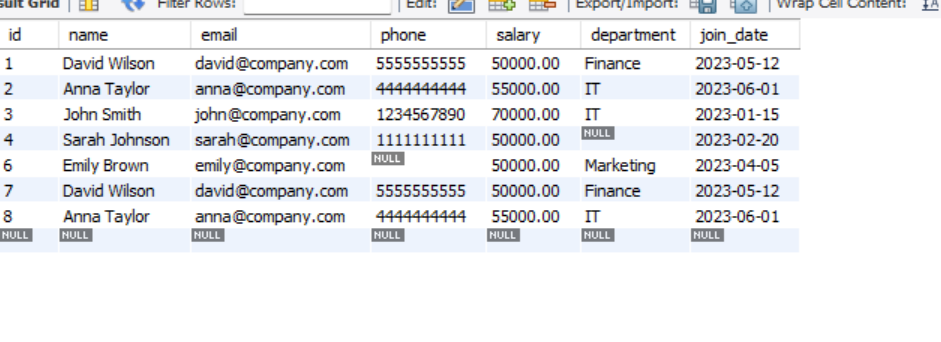 sult Grid Filter Rows: Edit: Export/Import: Wrap Cell Content: IA
id name email phone salary department join_date
1 David Wilson david@company.com 5555555555 50000.00 Finance 2023-05-12
2 Anna Taylor anna@company.com 4444444444 55000.00 IT 2023-06-01
3 John Smith john@company.com 1234567890 70000.00 IT 2023-01-15
4 Sarah Johnson sarah@company.com 1111111111 50000.00 NULL 2023-02-20
6 Emily Brown emily@company.com NULL 50000.00 Marketing 2023-04-05
7 David Wilson david@company.com 5555555555 50000.00 Finance 2023-05-12
8 Anna Taylor anna@company.com 4444444444 55000.00 IT 2023-06-01
NULL NULL NULL NULL NULL NULL NULL